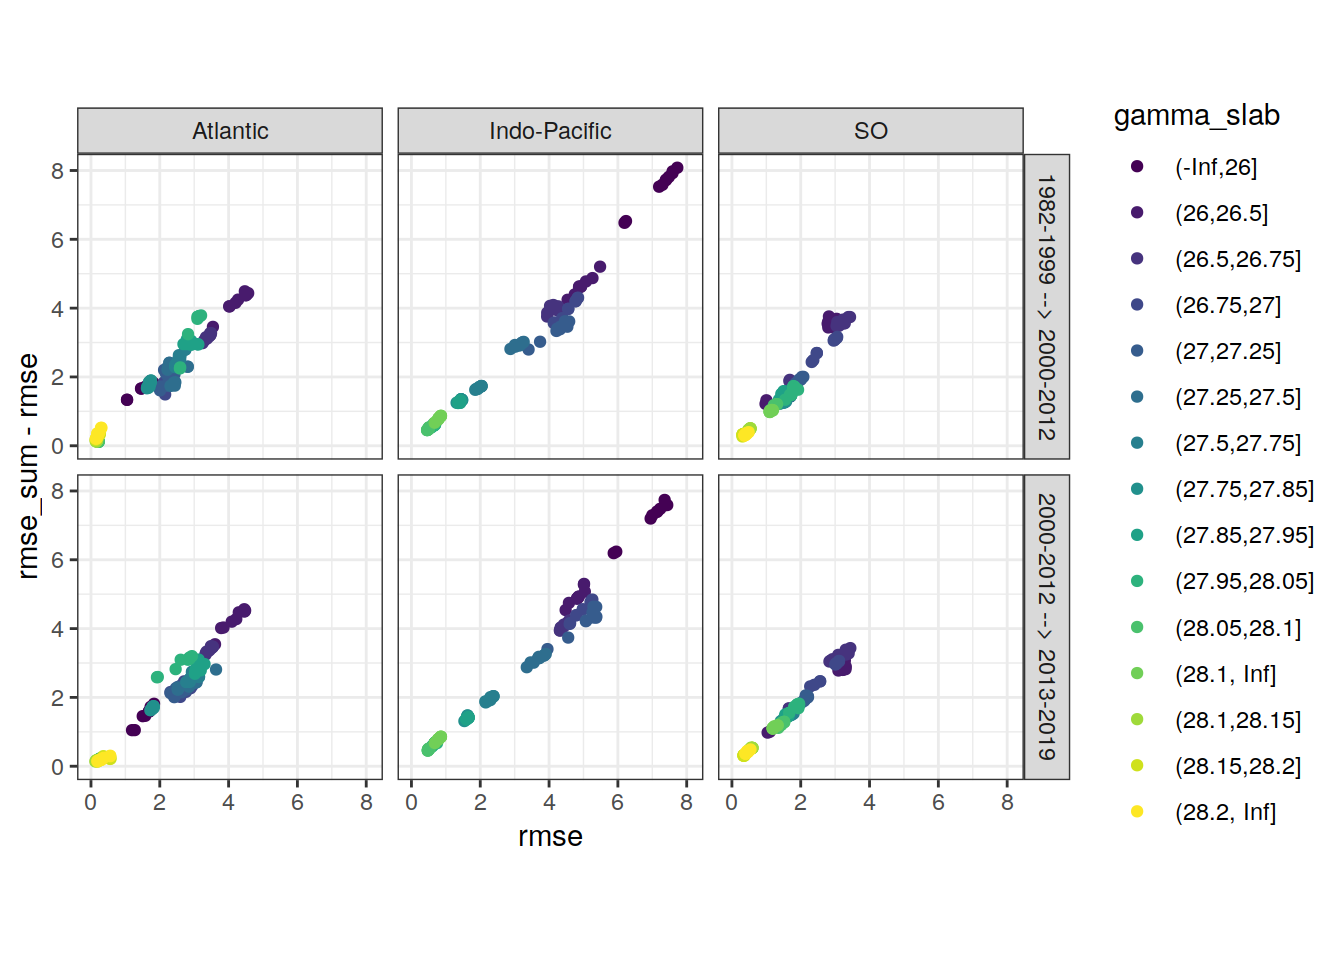 Atlantic
Indo-Pacific
SO
8
6
4
2
0
1982-1999 --> 2000-2012
8
6
4
2
0
2000-2012 --> 2013-2019
0 2 4 6 8
0 2 4 6 8
0 2 4 6 8
rmse
rmse_sum - rmse
gamma_slab
(-Inf,26]
(26,26.5]
(26.5,26.75]
(26.75,27]
(27,27.25]
(27.25,27.5]
(27.5,27.75]
(27.75,27.85]
(27.85,27.95]
(27.95,28.05]
(28.05,28.1]
(28.1, Inf]
(28.1,28.15]
(28.15,28.2]
(28.2, Inf]